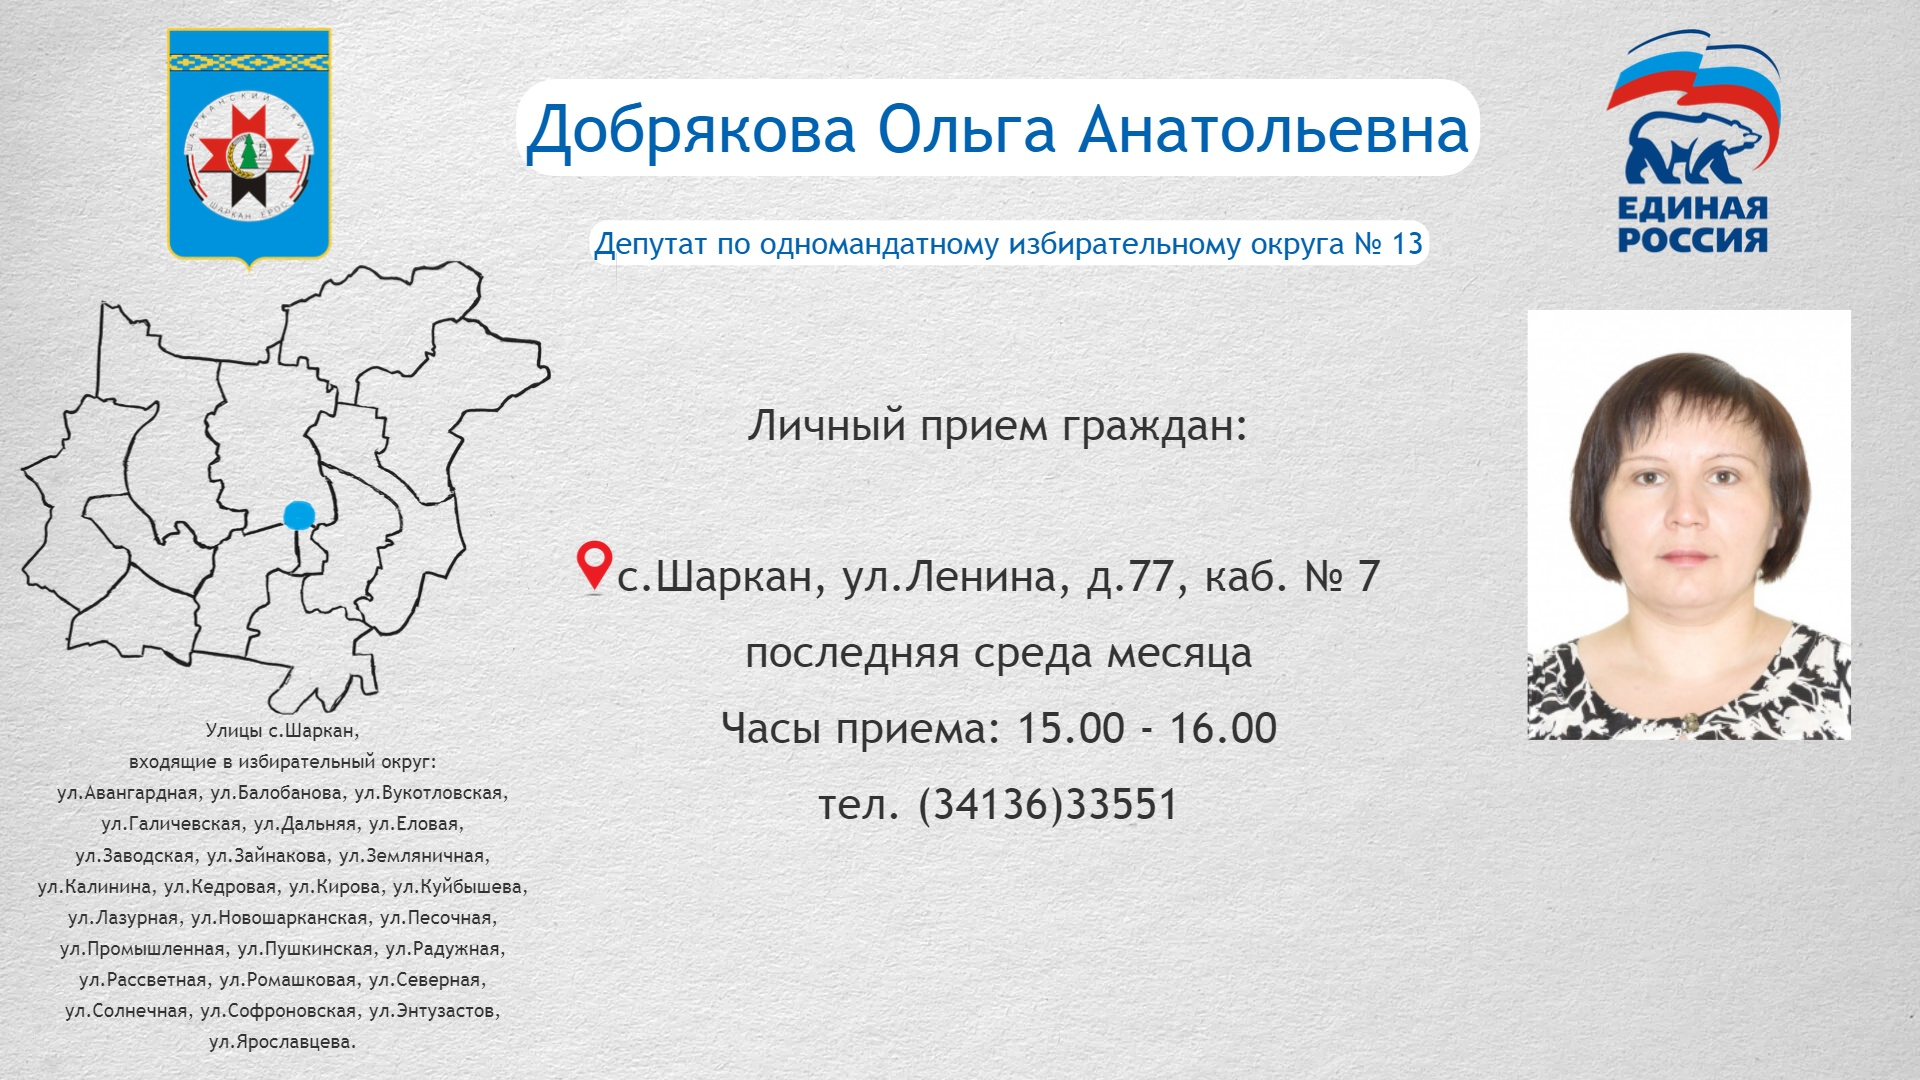 ШАРКАНСКИЙ РАЙОН
ШАРКАН ЁРОС
Добрякова Ольга Анатольевна
Депутат по одномандатному избирательному округа № 13
ЕДИНАЯ
РОССИЯ
Личный прием граждан:
с.Шаркан, ул.Ленина, д.77, каб. № 7
последняя среда месяца
Часы приема: 15.00 - 16.00
тел. (34136)33551
Улицы с.Шаркан,
входящие в избирательный округ:
ул.Авангардная, ул.Балобанова, ул.Вукотловская,
ул.Галичевская, ул.Дальняя, ул.Еловая,
ул.Заводская, ул.Зайнакова, ул.Земляничная,
ул.Калинина, ул.Кедровая, ул.Кирова, ул.Куйбышева,
ул.Лазурная, ул.Новошарканская, ул.Песочная,
ул.Промышленная, ул.Пушкинская, ул.Радужная,
ул.Рассветная, ул.Ромашковая, ул.Северная,
ул.Солнечная, ул.Софроновская, ул.Энтузастов,
ул.Ярославцева.